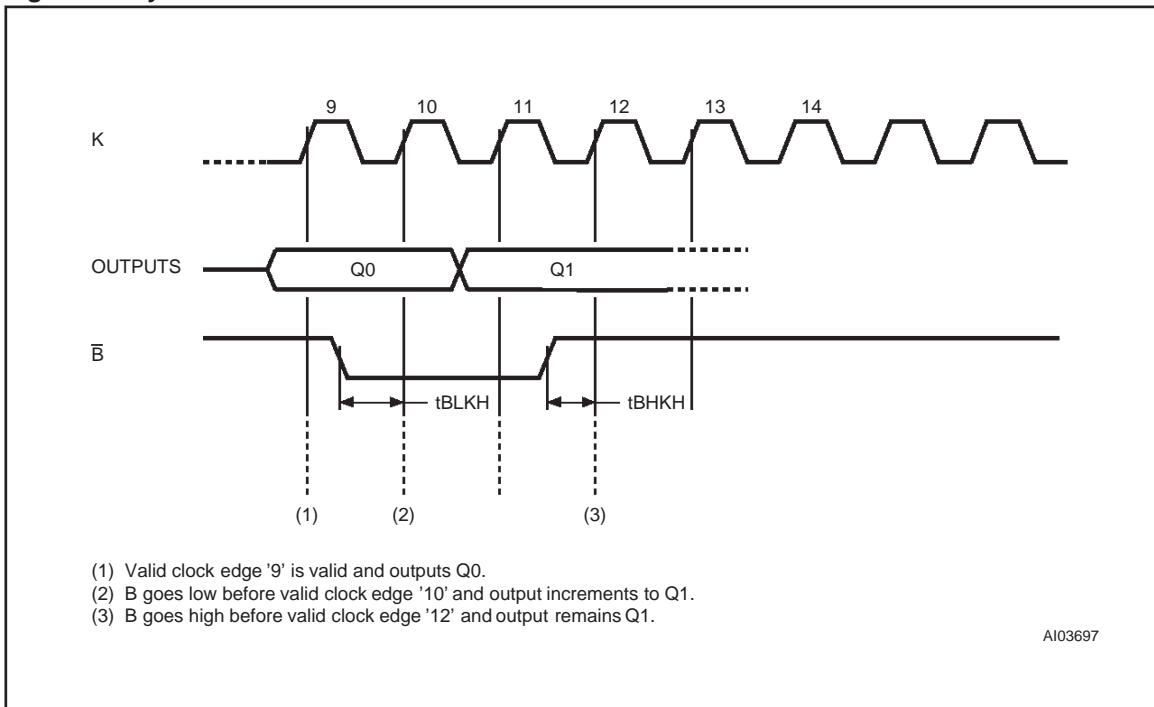 9 10 11 12 13 14
K
OUTPUTS Q0 Q1
B̅
tBLKH tBHKH
(1) (2) (3)
(1) Valid clock edge '9' is valid and outputs Q0.
(2) B goes low before valid clock edge '10' and output increments to Q1.
(3) B goes high before valid clock edge '12' and output remains Q1.
AI03697